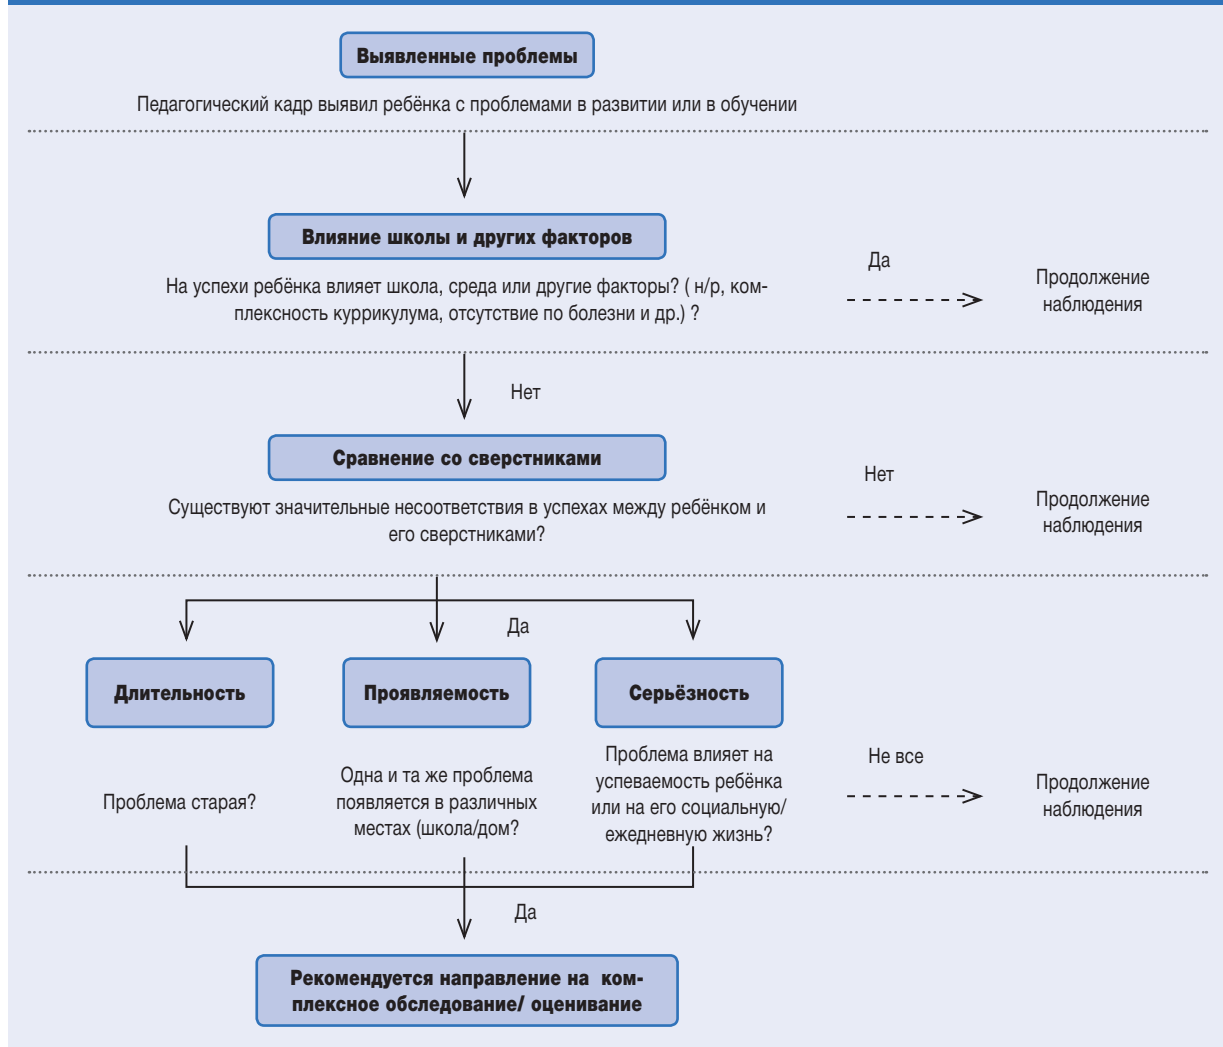 Выявленные проблемы
Педагогический кадр выявил ребёнка с проблемами в развитии или в обучении
Влияние школы и других факторов
На успехи ребёнка влияет школа, среда или другие факторы? ( н/р, ком-
плексность куррикулума, отсутствие по болезни и др.) ?
Да
Продолжение
наблюдения
Нет
Сравнение со сверстниками
Существуют значительные несоответствия в успехах между ребёнком и
его сверстниками?
Нет
Продолжение
наблюдения
Да
Длительность
Проблема старая?
Проявляемость
Одна и та же проблема
появляется в различных
местах (школа/дом?
Серьёзность
Проблема влияет на
успеваемость ребёнка
или на его социальную/
ежедневную жизнь?
Не все
Продолжение
наблюдения
Да
Рекомендуется направление на ком-
плексное обследование/ оценивание